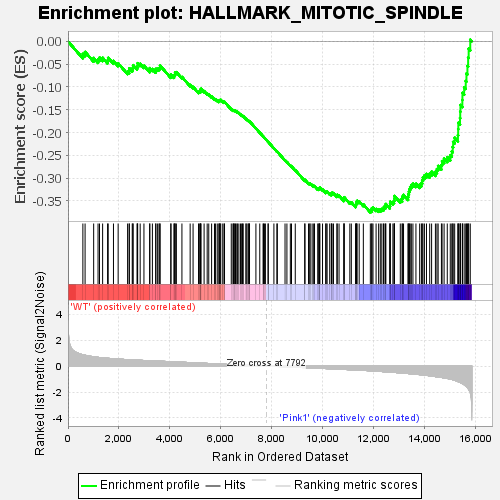 Enrichment plot: HALLMARK_MITOTIC_SPINDLE
Enrichment score (ES)
0.00
-0.05
-0.10
-0.15
-0.20
-0.25
-0.30
-0.35
'WT' (positively correlated)
Ranked list metric (Signal2Noise)
4
2
0
-2
-4
Zero cross at 7792
'Pink1' (negatively correlated)
0
2,000
4,000
6,000
8,000
10,000
12,000
14,000
16,000
Rank in Ordered Dataset
Enrichment profile
Hits
Ranking metric scores